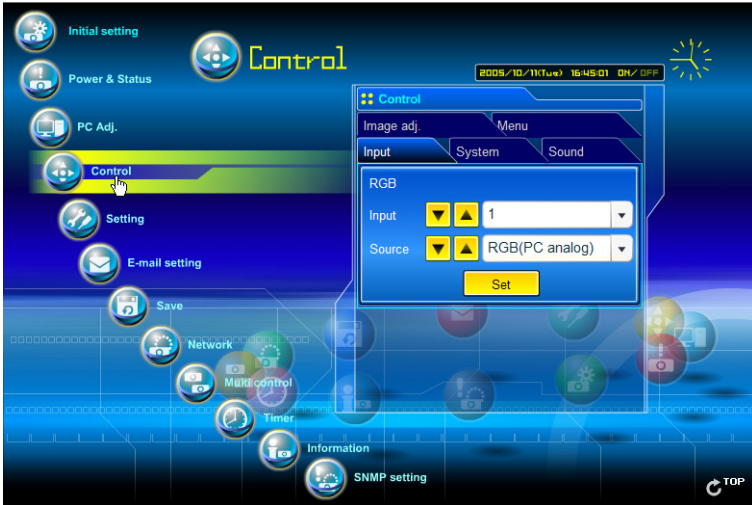 Initial setting
Power & Status
PC Adj.
Control
Setting
E-mail setting
Save
Network
Multi control
Timer
Information
SNMP setting
Control
2005/10/11(Tue) 16:45:01 ON/OFF
Control
Image adj. Menu
Input System Sound
RGB
Input 1
Source RGB(PC analog)
Set
TOP